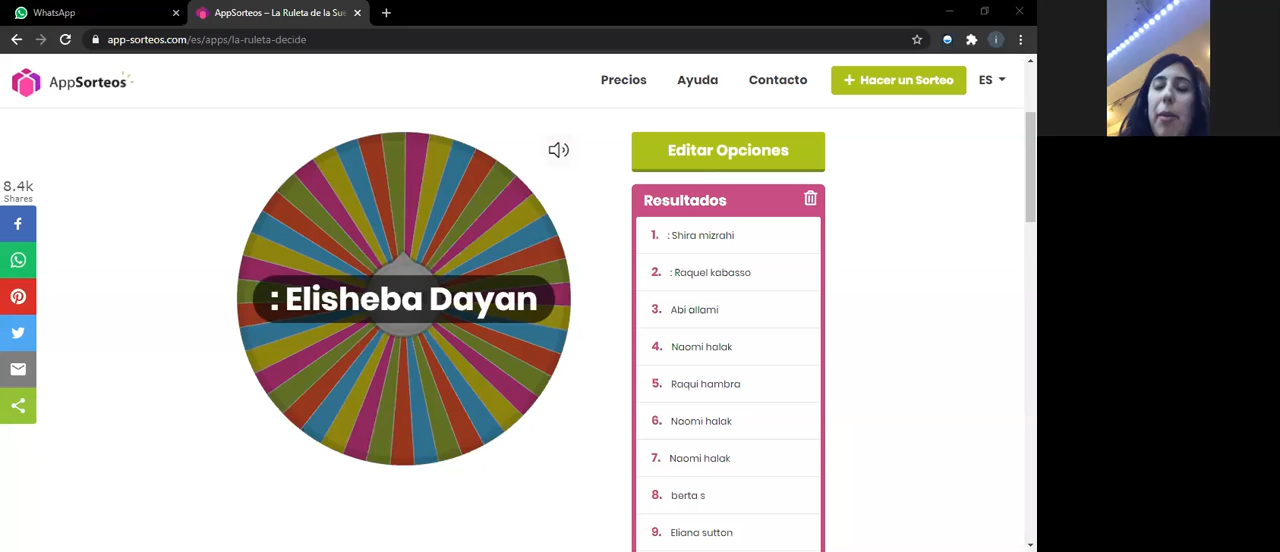 WhatsApp
AppSorteos – La Ruleta de la Sue
app-sorteos.com/es/apps/la-ruleta-decide
AppSorteos
Precios
Ayuda
Contacto
+ Hacer un Sorteo
ES
8.4k
Shares
: Elisheba Dayan
Editar Opciones
Resultados
1. : Shira mizrahi
2. : Raquel kabasso
3. Abi allami
4. Naomi halak
5. Raqui hambra
6. Naomi halak
7. Naomi halak
8. berta s
9. Eliana sutton